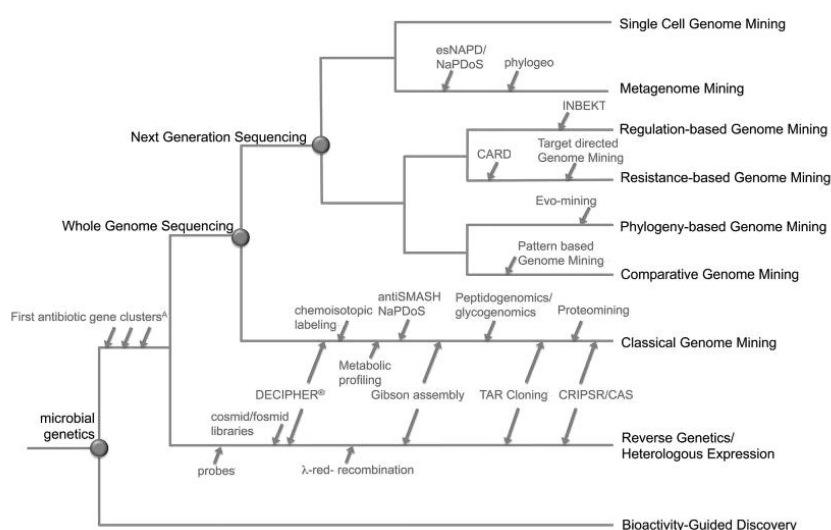 Single Cell Genome Mining
esNAPD/
NaPDoS
phylogeo
Metagenome Mining
INBEKT
Next Generation Sequencing
Regulation-based Genome Mining
CARD
Target directed
Genome Mining
Resistance-based Genome Mining
Evo-mining
Whole Genome Sequencing
Phylogeny-based Genome Mining
Pattern based
Genome Mining
Comparative Genome Mining
First antibiotic gene clustersᴬ
chemoisotopic
labeling
antiSMASH
NaPDoS
Peptidogenomics/
glycogenomics
Proteomining
Classical Genome Mining
Metabolic
profiling
DECIPHER®
Gibson assembly
TAR Cloning
CRIPSR/CAS
microbial
genetics
cosmid/fosmid
libraries
Reverse Genetics/
Heterologous Expression
probes
λ-red- recombination
Bioactivity-Guided Discovery